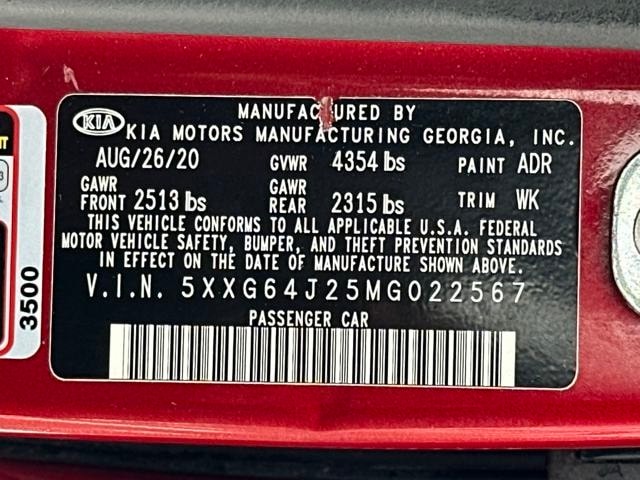 KIA
MANUFACTURED BY
KIA MOTORS MANUFACTURING GEORGIA, INC.
AUG/26/20 GVWR 4354 lbs PAINT ADR
GAWR FRONT 2513 lbs GAWR REAR 2315 lbs TRIM WK
THIS VEHICLE CONFORMS TO ALL APPLICABLE U.S.A. FEDERAL
MOTOR VEHICLE SAFETY, BUMPER, AND THEFT PREVENTION STANDARDS
IN EFFECT ON THE DATE OF MANUFACTURE SHOWN ABOVE.
V.I.N. 5XXG64J25MG022567
PASSENGER CAR
3500